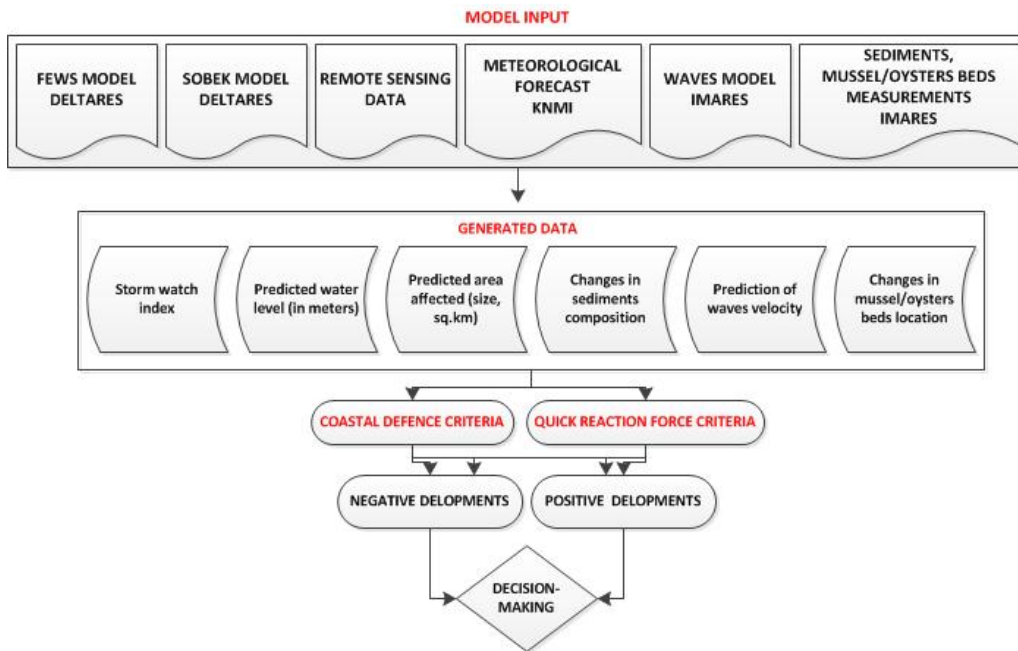 MODEL INPUT
FEWS MODEL
DELTARES
SOBEK MODEL
DELTARES
REMOTE SENSING
DATA
METEOROLOGICAL
FORECAST
KNMI
WAVES MODEL
IMARES
SEDIMENTS,
MUSSEL/OYSTERS BEDS
MEASUREMENTS
IMARES
GENERATED DATA
Storm watch
index
Predicted water
level (in meters)
Predicted area
affected (size,
sq.km)
Changes in
sediments
composition
Prediction of
waves velocity
Changes in
mussel/oysters
beds location
COASTAL DEFENCE CRITERIA
QUICK REACTION FORCE CRITERIA
NEGATIVE DELOPMENTS
POSITIVE DELOPMENTS
DECISION-
MAKING